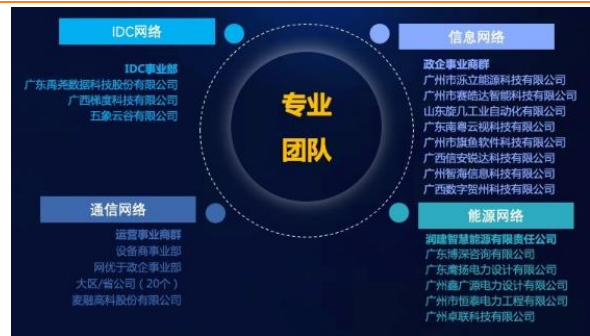 IDC网络
IDC事业部
广东禹尧数据科技股份有限公司
广西梯度科技有限公司
五象云谷有限公司
专业
团队
信息网络
政企事业商群
广州市泺立能源科技有限公司
广州市赛皓达智能科技有限公司
山东旋几工业自动化有限公司
广东南粤云视科技有限公司
广州市旗鱼软件科技有限公司
广西信安锐达科技有限公司
广州智海信息科技有限公司
广西数字贺州科技有限公司
通信网络
运营事业商群
设备商事业部
网优于政企事业部
大区/省公司（20个）
麦融高科股份有限公司
能源网络
润建智慧能源有限责任公司
广东博深咨询有限公司
广东鹰扬电力设计有限公司
广州鑫广源电力设计有限公司
广州市恒泰电力工程有限公司
广州卓联科技有限公司